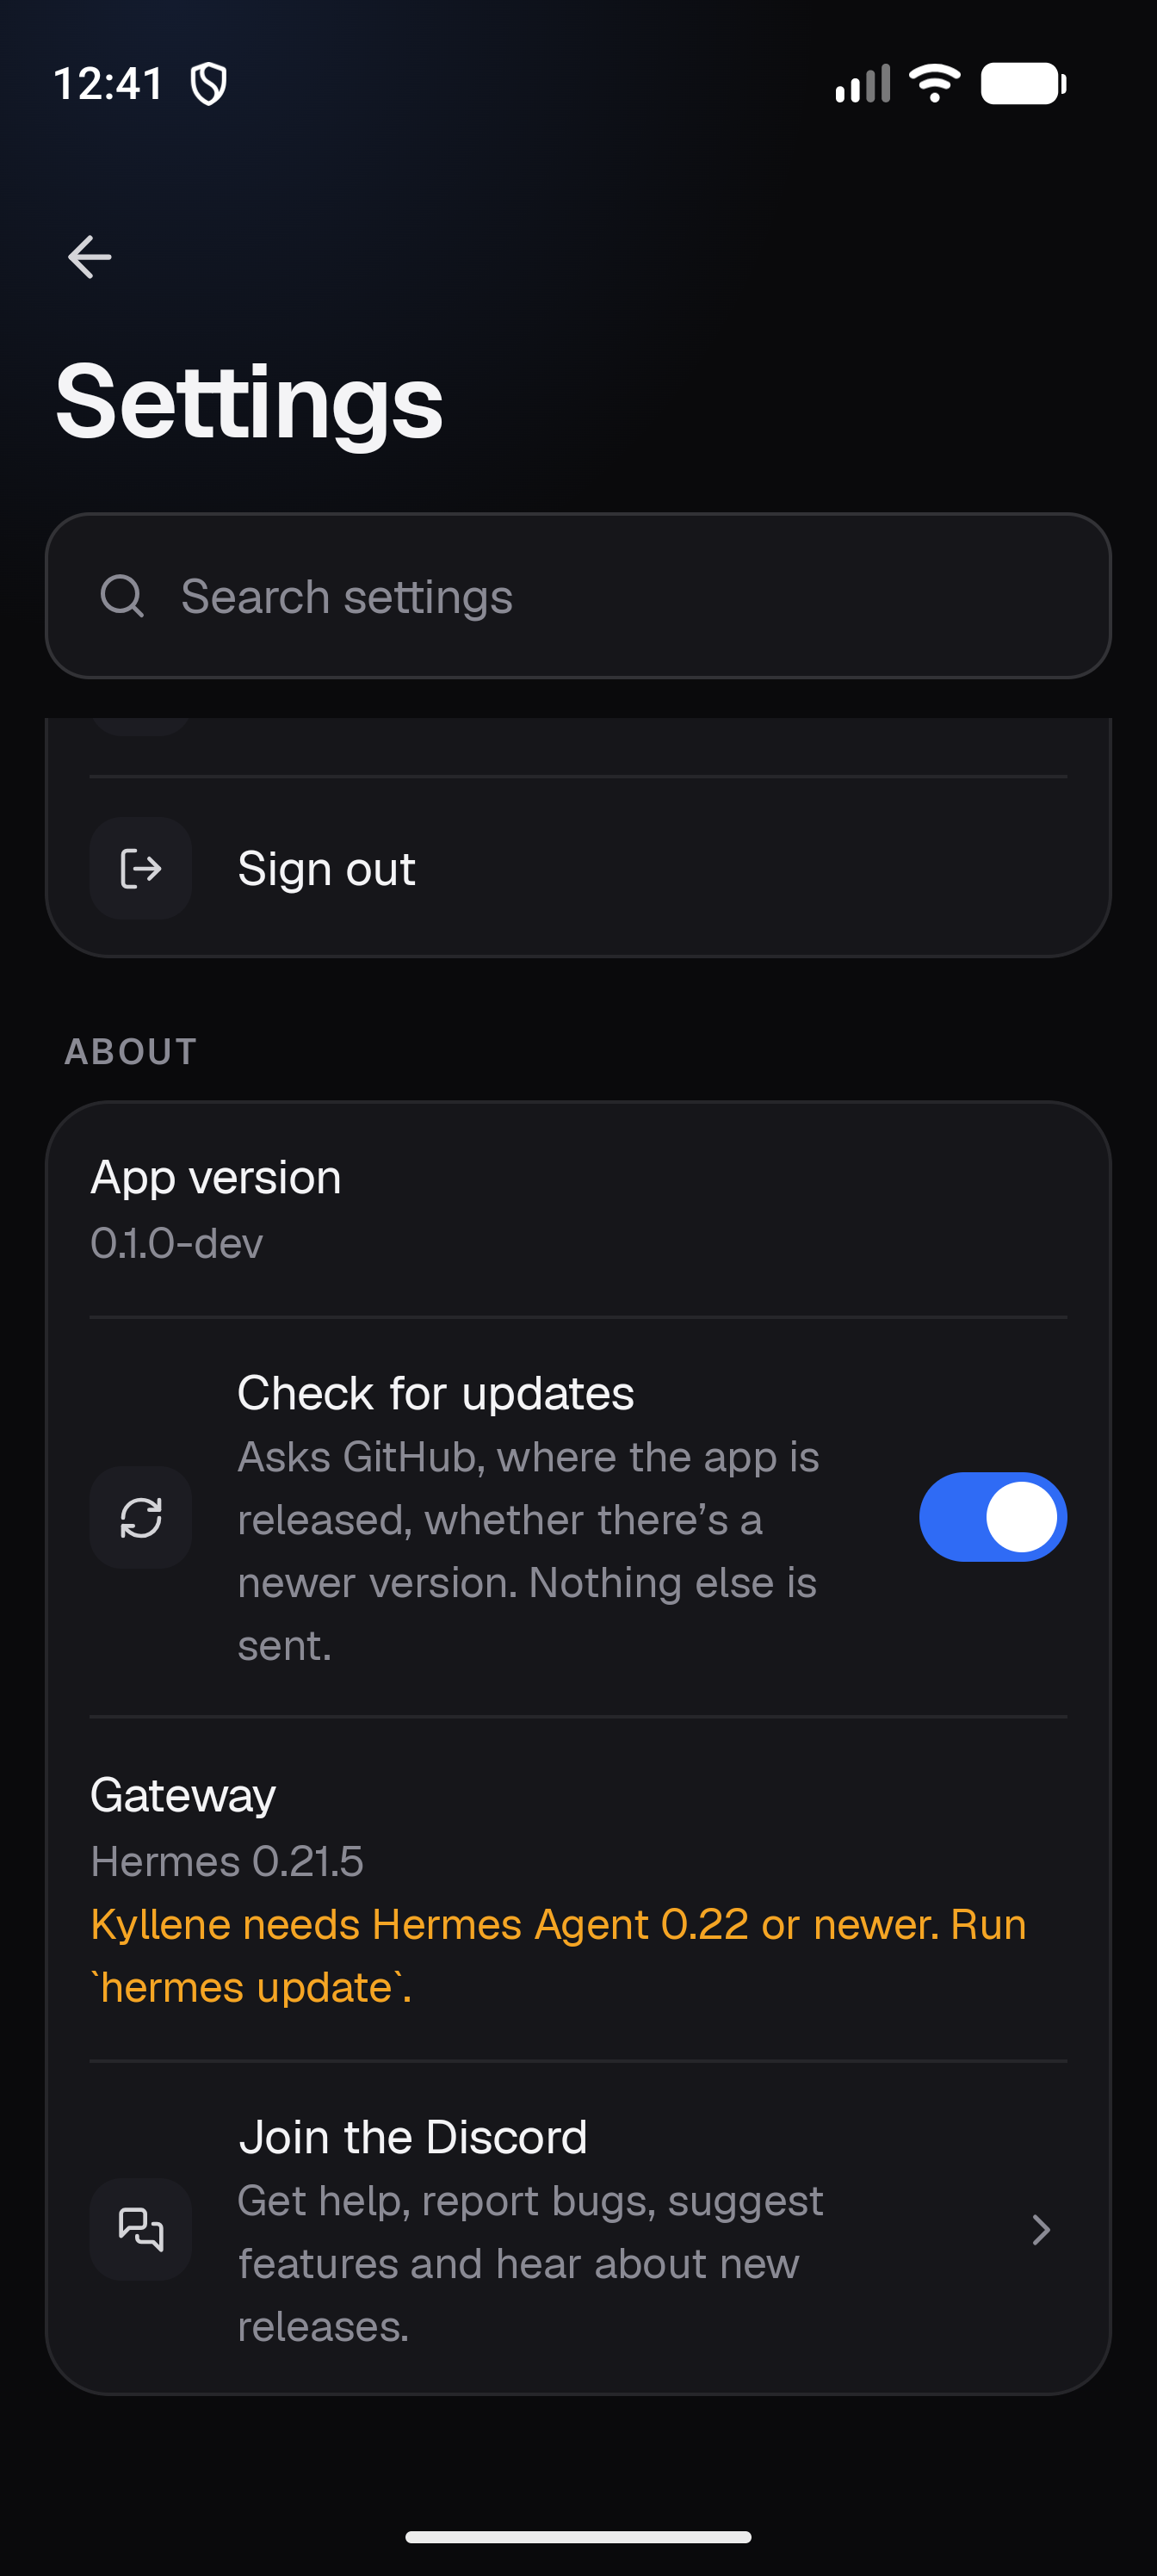 12:41
Settings
Search settings
Sign out
ABOUT
App version
0.1.0-dev
Check for updates
Asks GitHub, where the app is
released, whether there’s a
newer version. Nothing else is
sent.
Gateway
Hermes 0.21.5
Kyllene needs Hermes Agent 0.22 or newer. Run
`hermes update`.
Join the Discord
Get help, report bugs, suggest
features and hear about new
releases.